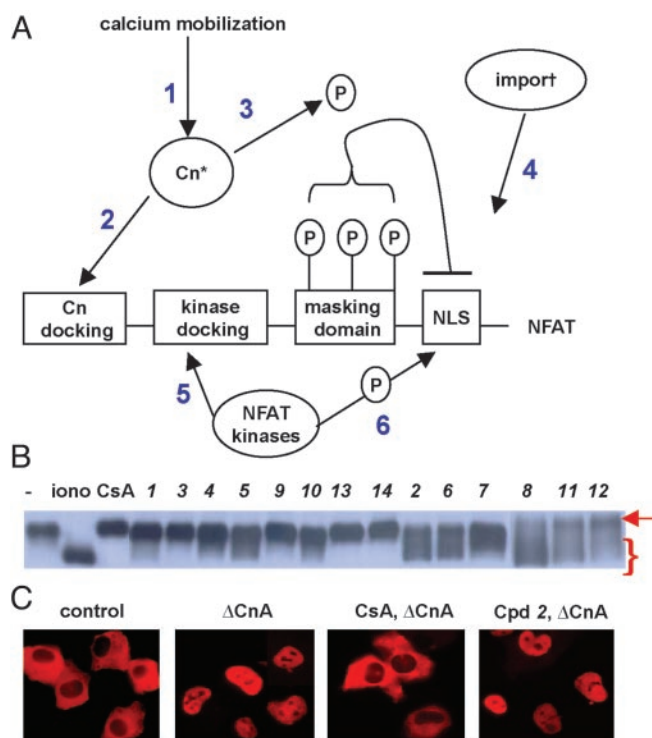 A
calcium mobilization
1
3
P
import
4
Cn*
2
P P P
Cn docking
kinase docking
masking domain
NLS
NFAT
5
P
NFAT kinases
6
B
- iono CsA 1 3 4 5 9 10 13 14 2 6 7 8 11 12
C
control ΔCnA CsA, ΔCnA Cpd 2, ΔCnA